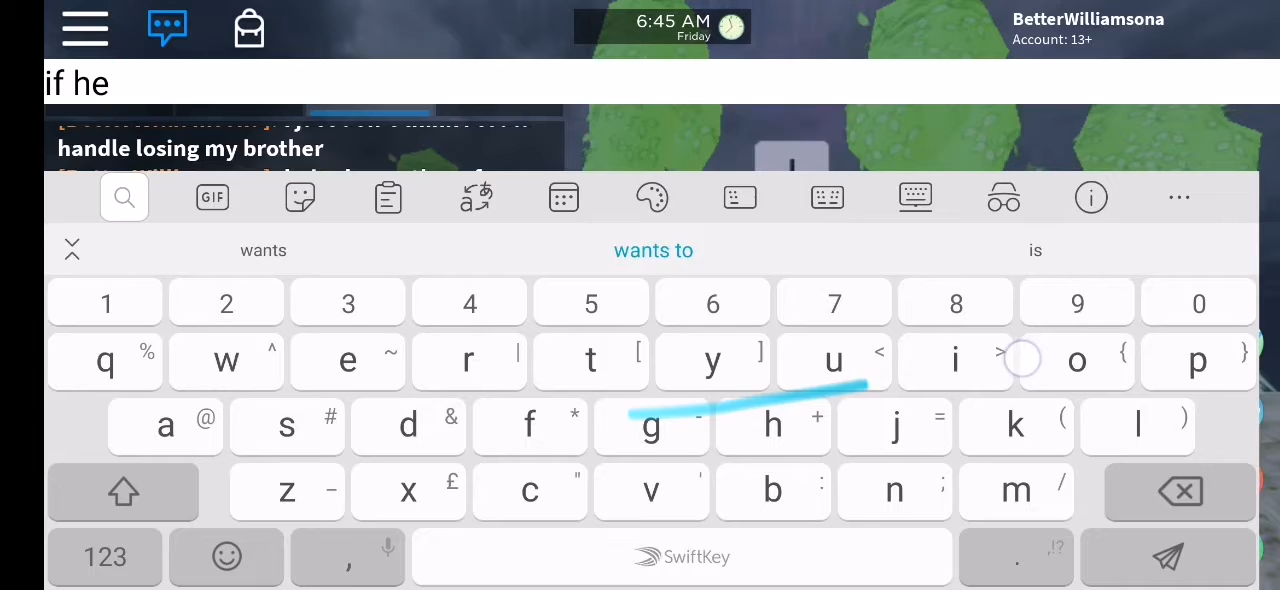 6:45 AM
Friday
BetterWilliamsona
Account: 13+
if he
handle losing my brother
GIF
wants
wants to
is
1 2 3 4 5 6 7 8 9 0
q % w ^ e ~ r | t [ y ] u < i > o { p }
a @ s # d & f * g - h + j = k ( l )
z _ x £ c " v ' b : n ; m /
123 , SwiftKey . ,!?